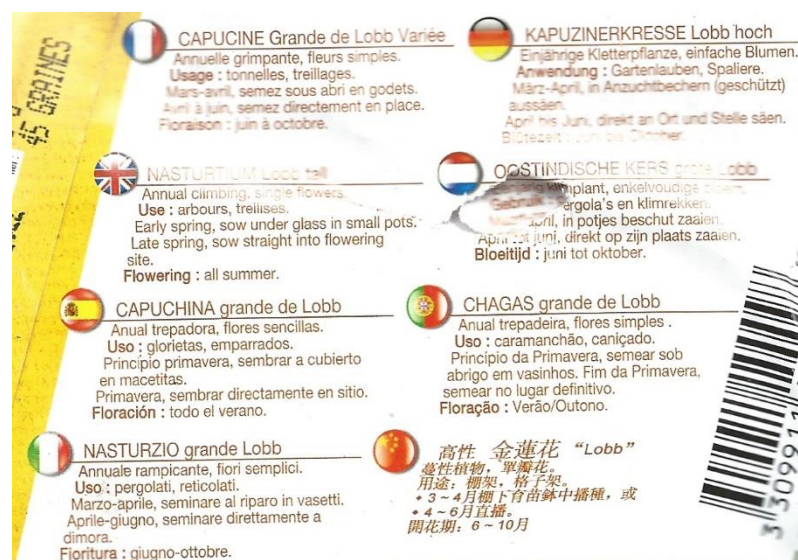 45 GRAINES
CAPUCINE Grande de Lobb Variée
Annuelle grimpante, fleurs simples.
Usage : tonnelles, treillages.
Mars-avril, semez sous abri en godets.
Avril à juin, semez directement en place.
Floraison : juin à octobre.
KAPUZINERKRESSE Lobb hoch
Einjährige Kletterpflanze, einfache Blumen.
Anwendung : Gartenlauben, Spaliere.
März-April, in Anzuchtbechern (geschützt)
aussäen.
April bis Juni, direkt an Ort und Stelle säen.
Blütezeit : Juni bis Oktober.
NASTURTIUM Lobb tall
Annual climbing, single flowers.
Use : arbours, trellises.
Early spring, sow under glass in small pots.
Late spring, sow straight into flowering
site.
Flowering : all summer.
OOSTINDISCHE KERS grote Lobb
klimplant, enkelvoudige
Gebruik pergola's en klimrekken.
april, in potjes beschut zaaien.
April tot juni, direkt op zijn plaats zaaien.
Bloeitijd : juni tot oktober.
CAPUCHINA grande de Lobb
Anual trepadora, flores sencillas.
Uso : glorietas, emparrados.
Principio primavera, sembrar a cubierto
en macetitas.
Primavera, sembrar directamente en sitio.
Floración : todo el verano.
CHAGAS grande de Lobb
Anual trepadeira, flores simples .
Uso : caramanchão, caniçado.
Princípio da Primavera, semear sob
abrigo em vasinhos. Fim da Primavera,
semear no lugar definitivo.
Floração : Verão/Outono.
NASTURZIO grande Lobb
Annuale rampicante, fiori semplici.
Uso : pergolati, reticolati.
Marzo-aprile, seminare al riparo in vasetti.
Aprile-giugno, seminare direttamente a
dimora.
Fioritura : giugno-ottobre.
高性 金蓮花 “Lobb”
蔓性植物，單瓣花。
用途：棚架，格子架。
• 3～4月棚下育苗鉢中播種，或
• 4～6月直播。
開花期：6～10月